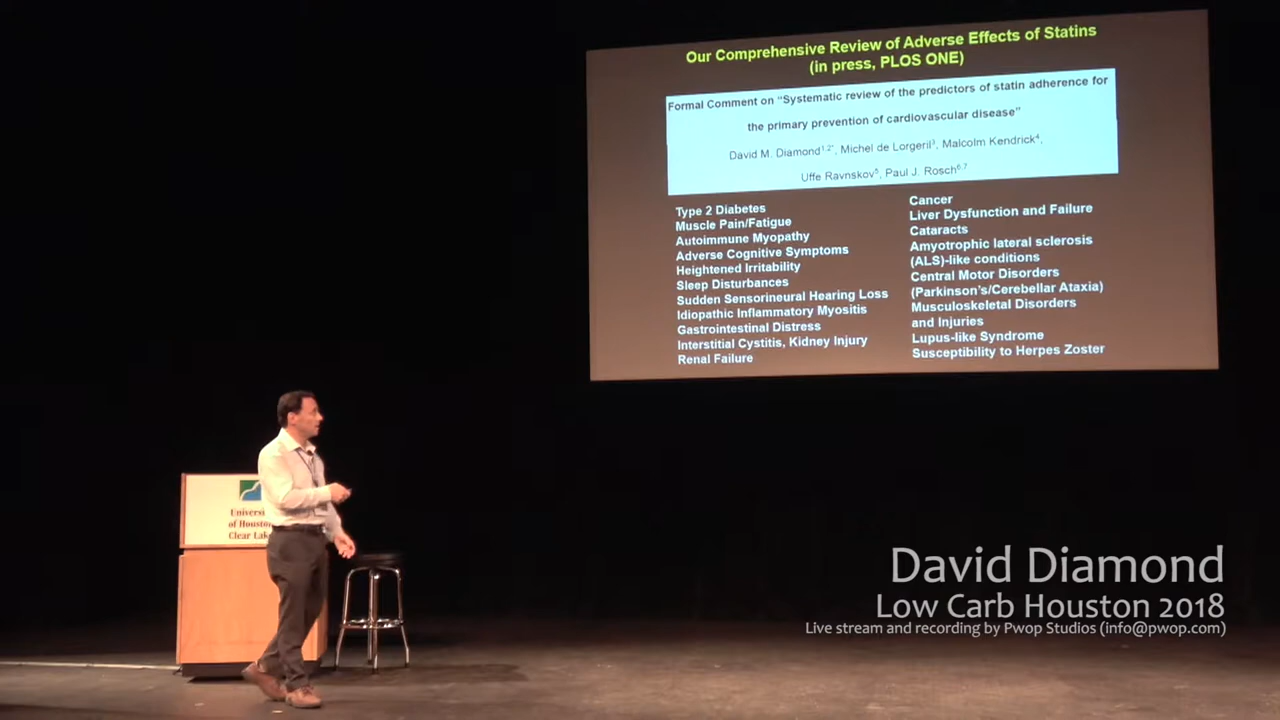 Our Comprehensive Review of Adverse Effects of Statins
(in press, PLOS ONE)
Formal Comment on “Systematic review of the predictors of statin adherence for
the primary prevention of cardiovascular disease”
David M. Diamond1,2*, Michel de Lorgeril3, Malcolm Kendrick4,
Uffe Ravnskov5, Paul J. Rosch6,7
Type 2 Diabetes
Muscle Pain/Fatigue
Autoimmune Myopathy
Adverse Cognitive Symptoms
Heightened Irritability
Sleep Disturbances
Sudden Sensorineural Hearing Loss
Idiopathic Inflammatory Myositis
Gastrointestinal Distress
Interstitial Cystitis, Kidney Injury
Renal Failure
Cancer
Liver Dysfunction and Failure
Cataracts
Amyotrophic lateral sclerosis
(ALS)-like conditions
Central Motor Disorders
(Parkinson’s/Cerebellar Ataxia)
Musculoskeletal Disorders
and Injuries
Lupus-like Syndrome
Susceptibility to Herpes Zoster
Universi
of Housto
Clear Lak
David Diamond
Low Carb Houston 2018
Live stream and recording by Pwop Studios (info@pwop.com)